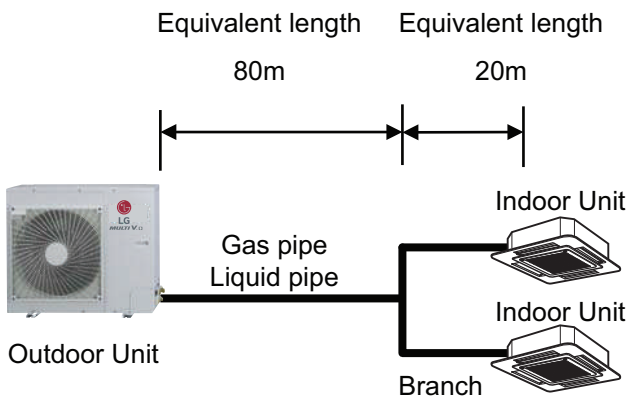 Equivalent length
Equivalent length
80m
20m
LG
MULTI V
Indoor Unit
Gas pipe
Liquid pipe
Indoor Unit
Outdoor Unit
Branch